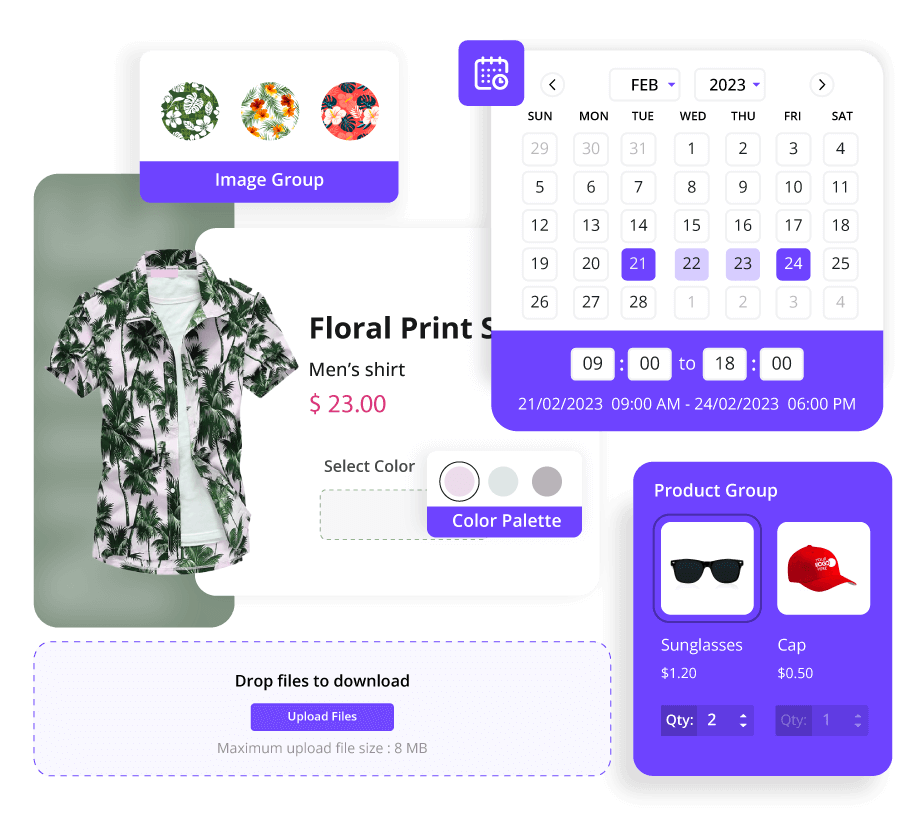 Image Group
FEB 2023
SUN MON TUE WED THU FRI SAT
29 30 31 1 2 3 4
5 6 7 8 9 10 11
12 13 14 15 16 17 18
19 20 21 22 23 24 25
26 27 28 1 2 3 4
09 : 00 to 18 : 00
21/02/2023 09:00 AM - 24/02/2023 06:00 PM
Floral Print S
Men's shirt
$ 23.00
Select Color
Color Palette
Product Group
YOUR
LOGO
HERE
Sunglasses Cap
$1.20 $0.50
Qty: 2 Qty: 1
Drop files to download
Upload Files
Maximum upload file size : 8 MB